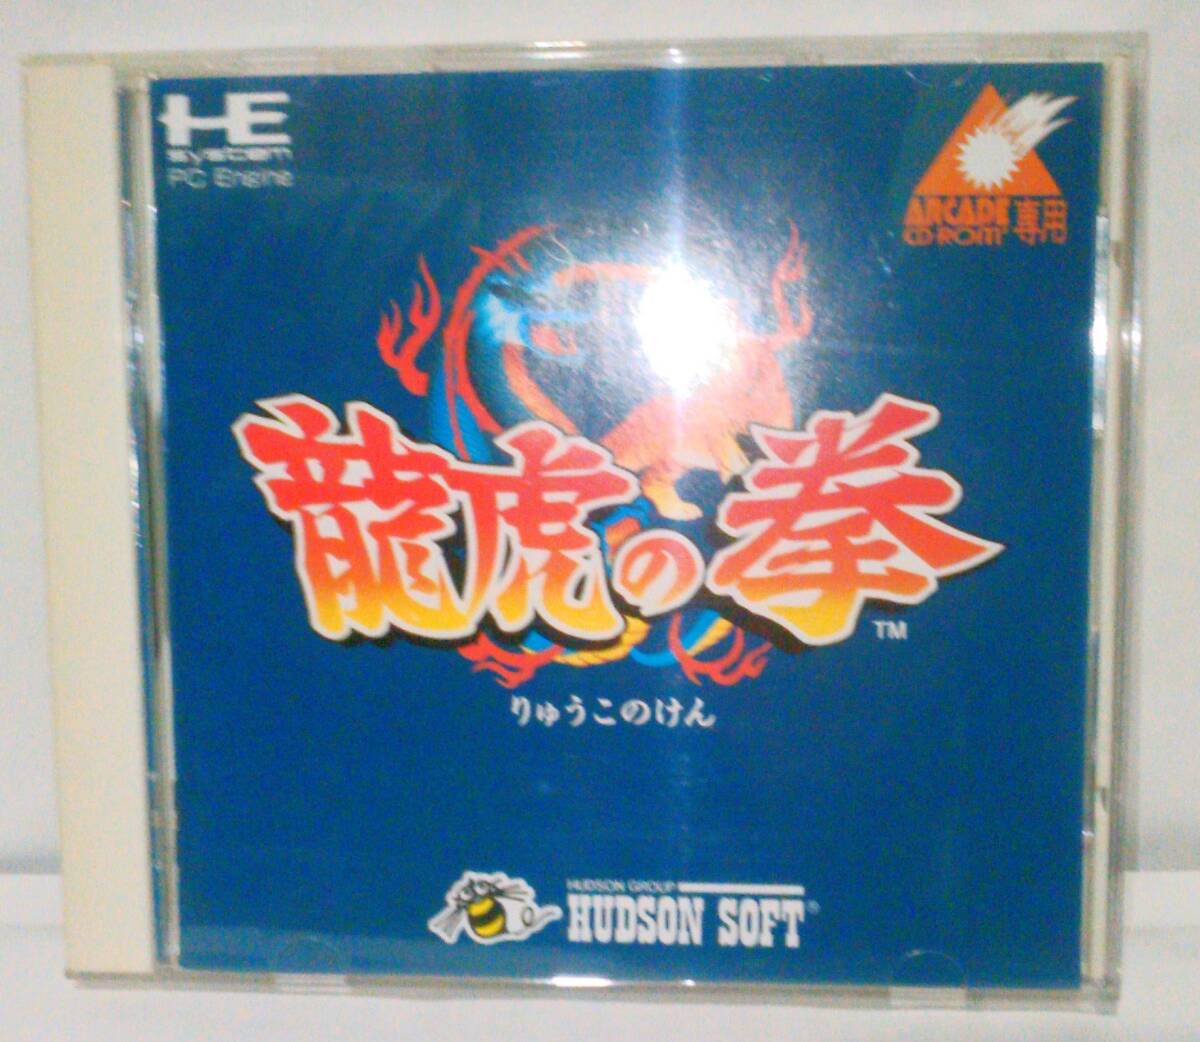 HE
system
PC Engine
ARCADE
CD-ROM 専用
龍虎の拳
TM
りゅうこのけん
HUDSON GROUP
HUDSON SOFT®